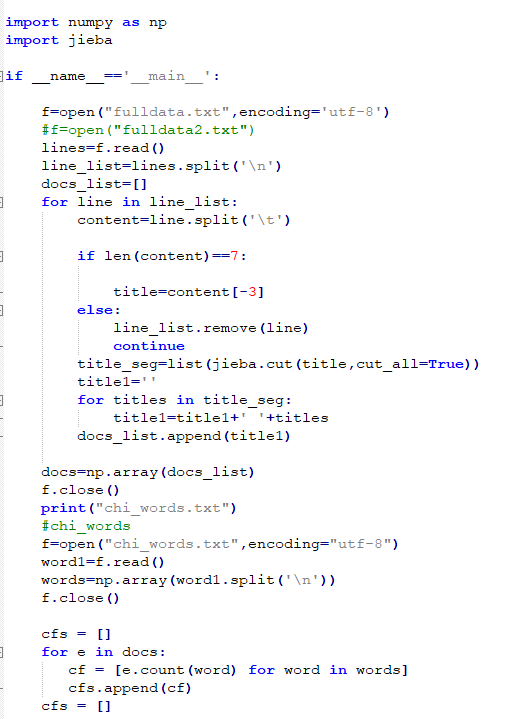 import numpy as np
import jieba

if __name__=='__main__':

    f=open("fulldata.txt",encoding='utf-8')
    #f=open("fulldata2.txt")
    lines=f.read()
    line_list=lines.split('\n')
    docs_list=[]
    for line in line_list:
        content=line.split('\t')

        if len(content)==7:

            title=content[-3]
        else:
            line_list.remove(line)
            continue
        title_seg=list(jieba.cut(title,cut_all=True))
        title1=''
        for titles in title_seg:
            title1=title1+' '+titles
        docs_list.append(title1)

    docs=np.array(docs_list)
    f.close()
    print("chi_words.txt")
    #chi_words
    f=open("chi_words.txt",encoding="utf-8")
    word1=f.read()
    words=np.array(word1.split('\n'))
    f.close()

    cfs = []
    for e in docs:
       cf = [e.count(word) for word in words]
       cfs.append(cf)
    cfs = []